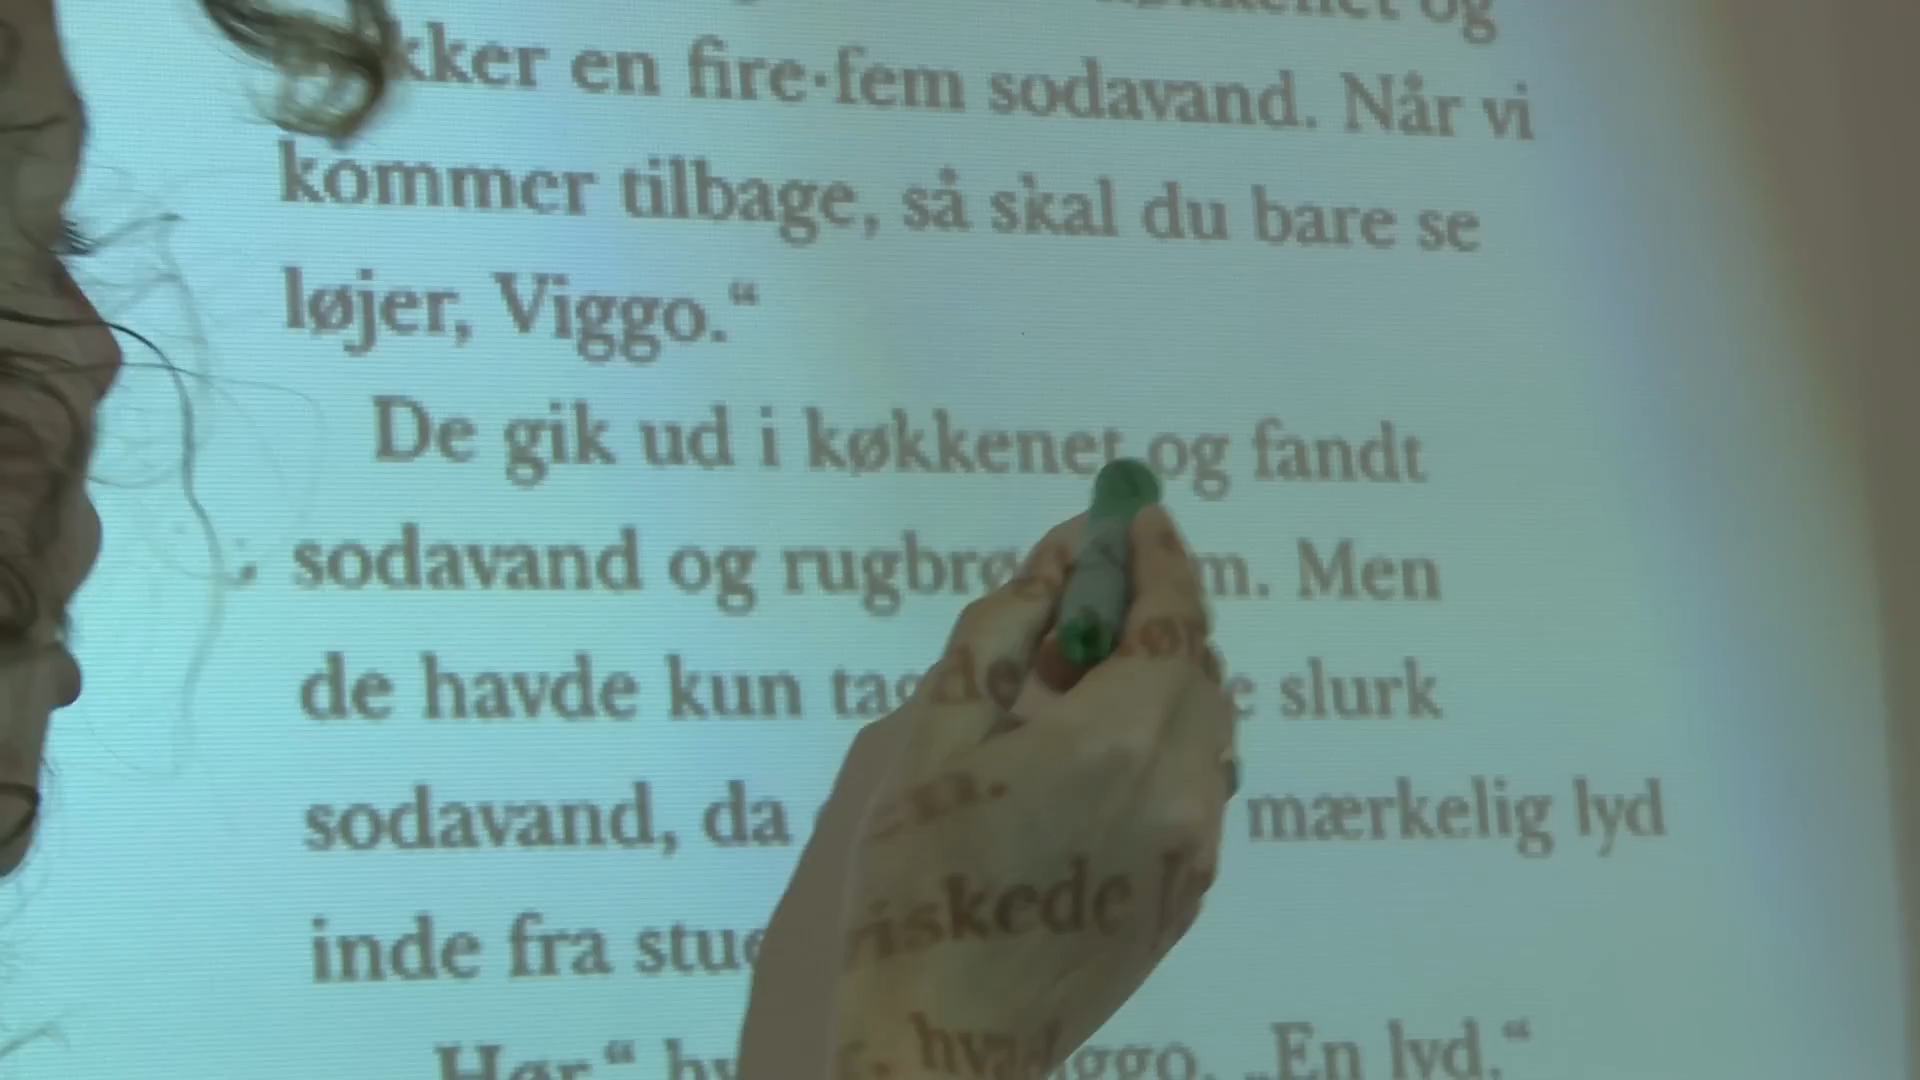 og
kker en fire-fem sodavand. Når vi
kommer tilbage, så skal du bare se
løjer, Viggo.“
De gik ud i køkkenet og fandt
sodavand og rugbrø m. Men
de havde kun slurk
sodavand, da mærkelig lyd
inde fra
Hør“ „En lyd.“